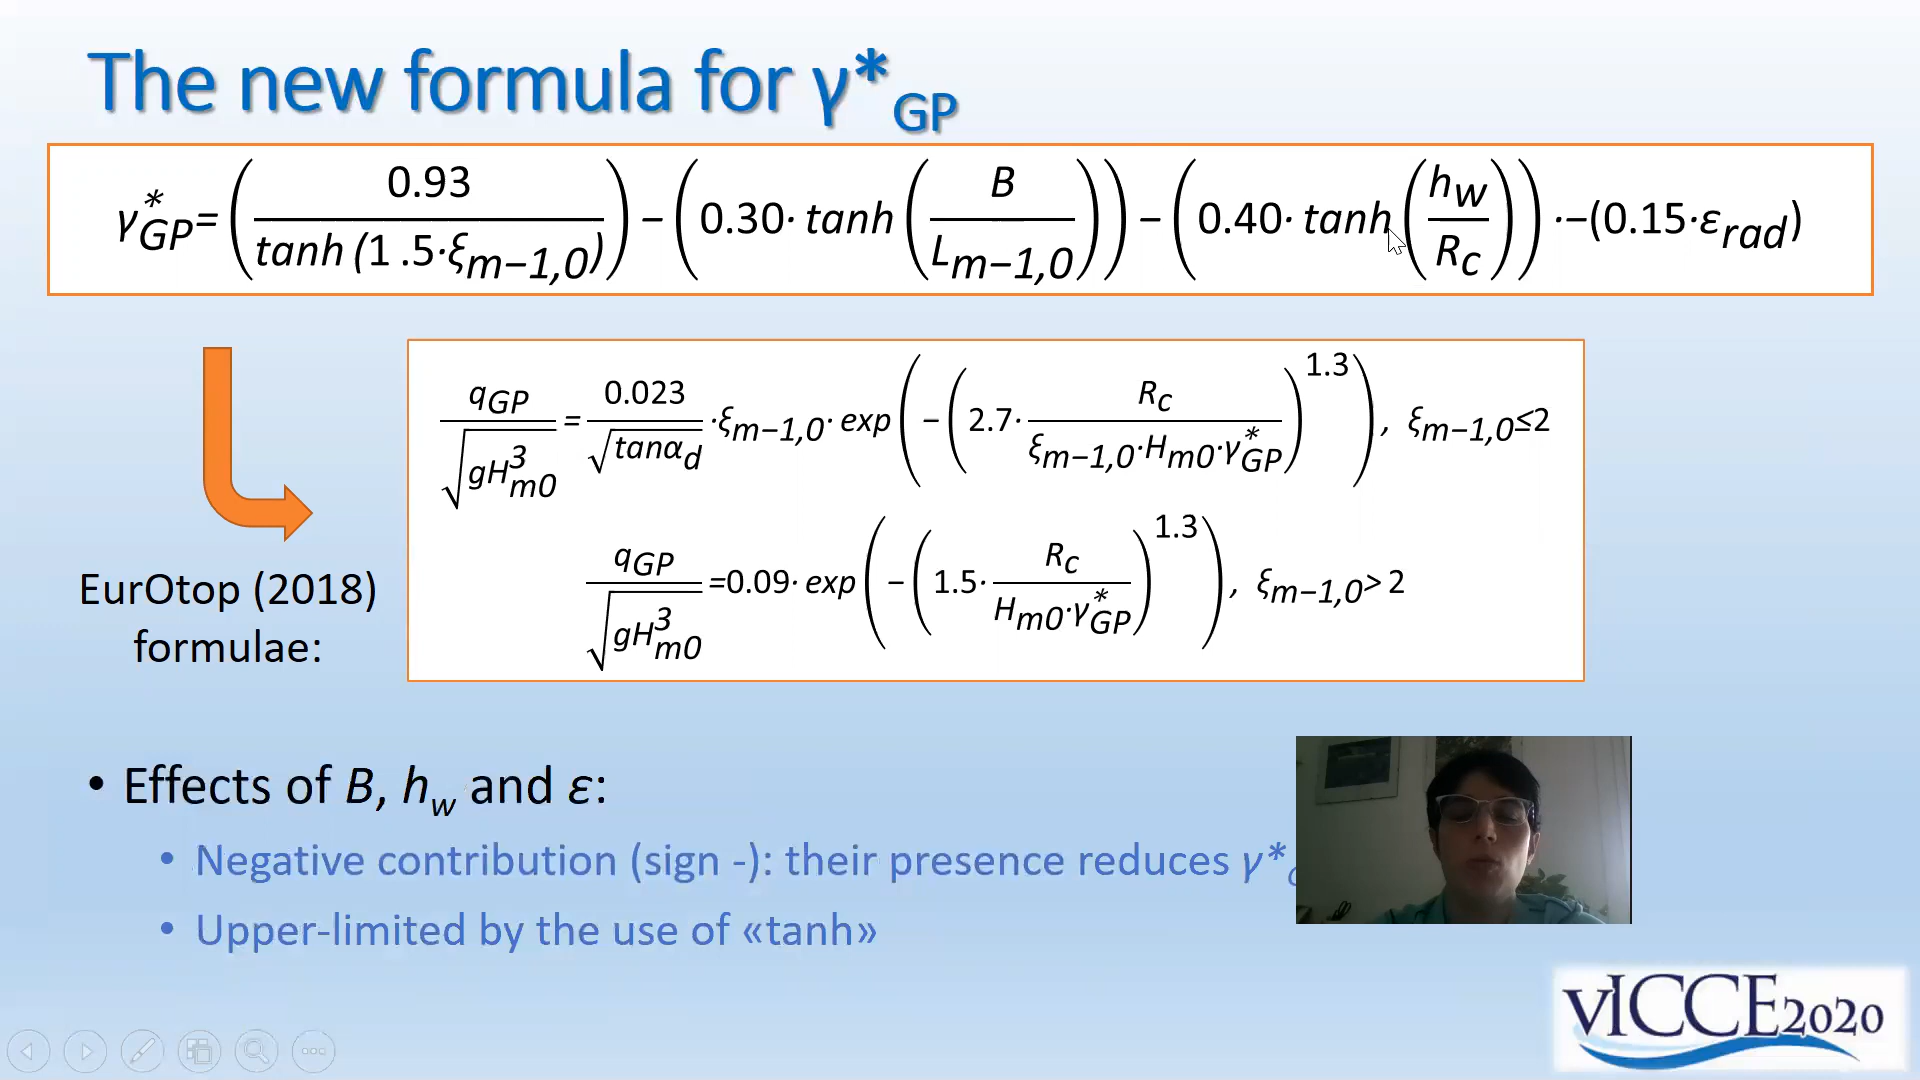 The new formula for γ*GP
γ*GP=(0.93/tanh (1.5·ξm−1,0))−(0.30· tanh(B/Lm−1,0))−(0.40· tanh(hw/Rc))·−(0.15·εrad)
qGP/√gH³m0=0.023/√tanαd·ξm−1,0· exp(−(2.7·Rc/ξm−1,0·Hm0·γ*GP)^1.3), ξm−1,0≤2
qGP/√gH³m0=0.09· exp(−(1.5·Rc/Hm0·γ*GP)^1.3), ξm−1,0> 2
EurOtop (2018)
formulae:
• Effects of B, hw and ε:
• Negative contribution (sign -): their presence reduces γ*
• Upper-limited by the use of «tanh»
vICCE2020